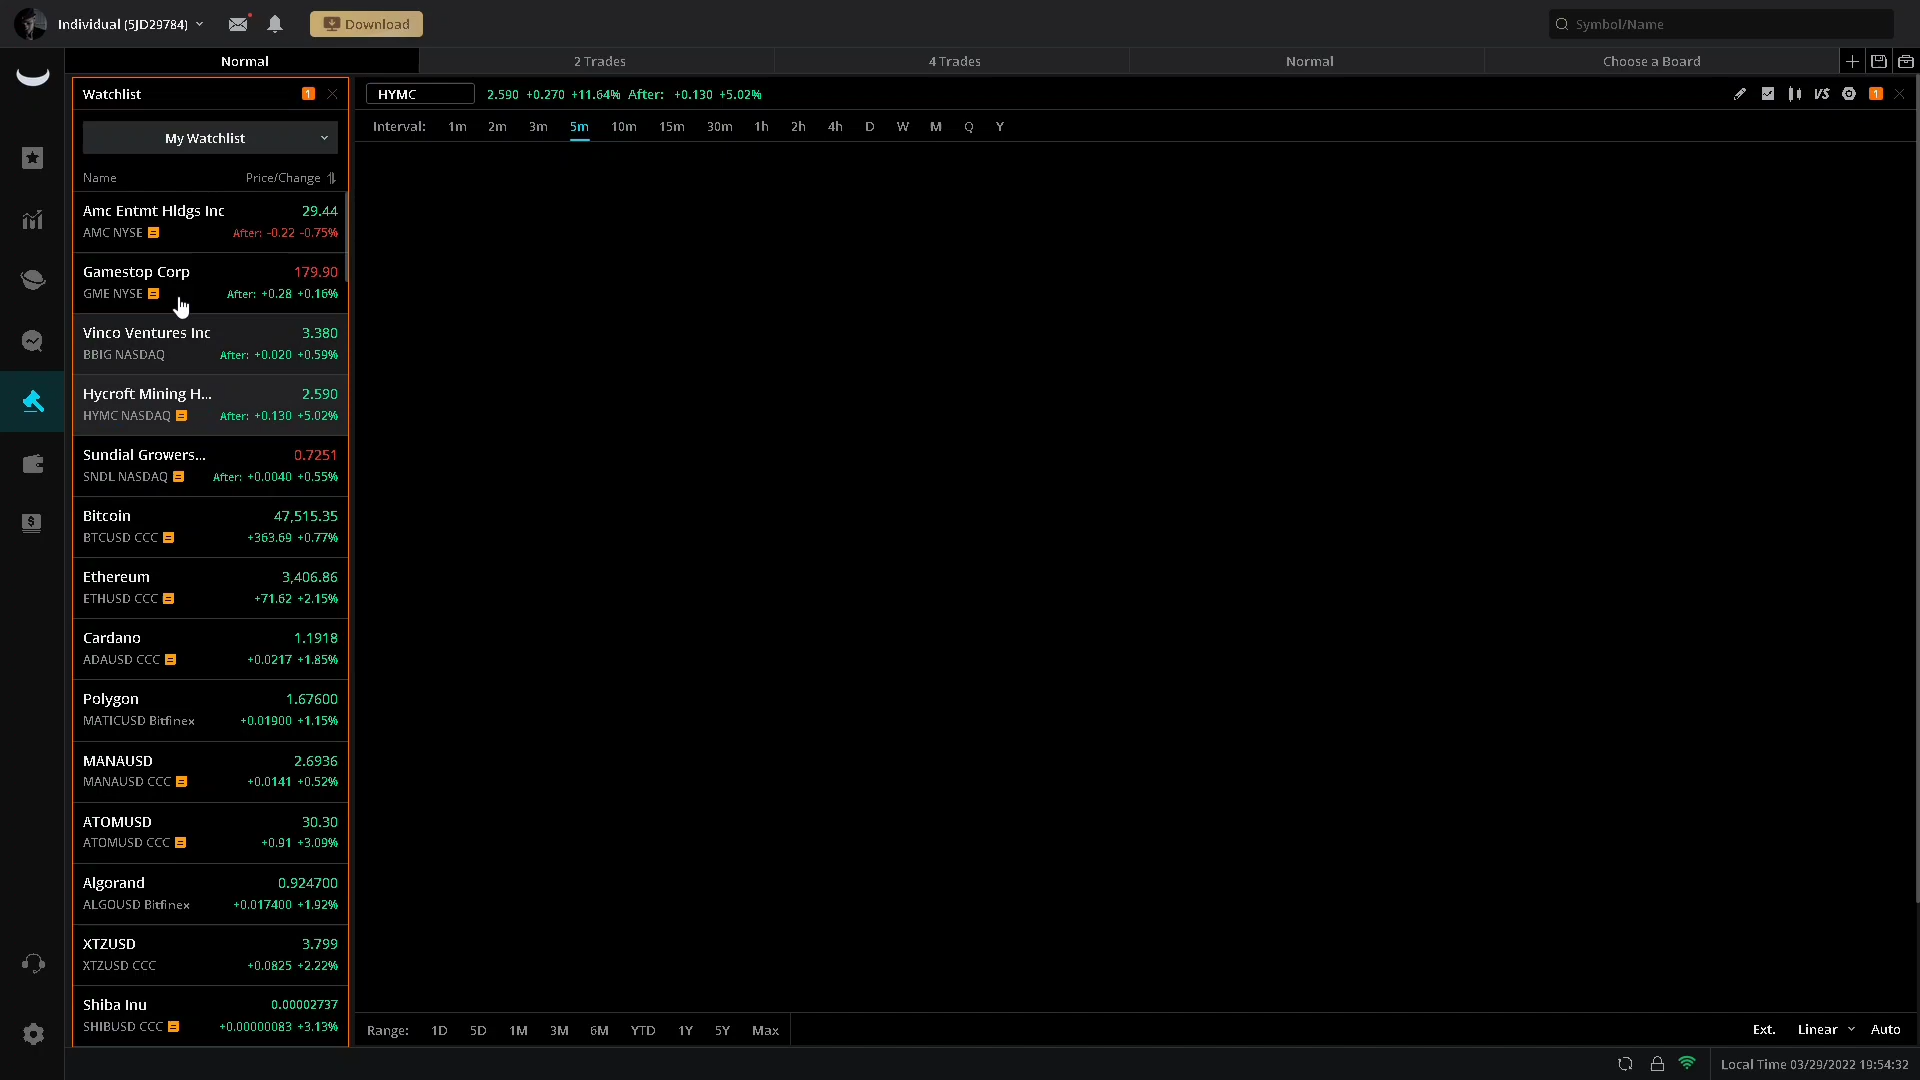 Individual (5JD29784)
Download
Symbol/Name
Normal
2 Trades
4 Trades
Normal
Choose a Board
Watchlist
1
HYMC
2.590 +0.270 +11.64% After: +0.130 +5.02%
VS
1
My Watchlist
Interval: 1m 2m 3m 5m 10m 15m 30m 1h 2h 4h D W M Q Y
Name Price/Change
Amc Entmt Hldgs Inc 29.44
AMC NYSE After: -0.22 -0.75%
Gamestop Corp 179.90
GME NYSE After: +0.28 +0.16%
Vinco Ventures Inc 3.380
BBIG NASDAQ After: +0.020 +0.59%
Hycroft Mining H... 2.590
HYMC NASDAQ After: +0.130 +5.02%
Sundial Growers... 0.7251
SNDL NASDAQ After: +0.0040 +0.55%
Bitcoin 47,515.35
BTCUSD CCC +363.69 +0.77%
Ethereum 3,406.86
ETHUSD CCC +71.62 +2.15%
Cardano 1.1918
ADAUSD CCC +0.0217 +1.85%
Polygon 1.67600
MATICUSD Bitfinex +0.01900 +1.15%
MANAUSD 2.6936
MANAUSD CCC +0.0141 +0.52%
ATOMUSD 30.30
ATOMUSD CCC +0.91 +3.09%
Algorand 0.924700
ALGOUSD Bitfinex +0.017400 +1.92%
XTZUSD 3.799
XTZUSD CCC +0.0825 +2.22%
Shiba Inu 0.00002737
SHIBUSD CCC +0.00000083 +3.13%
Range: 1D 5D 1M 3M 6M YTD 1Y 5Y Max
Ext. Linear Auto
Local Time 03/29/2022 19:54:32